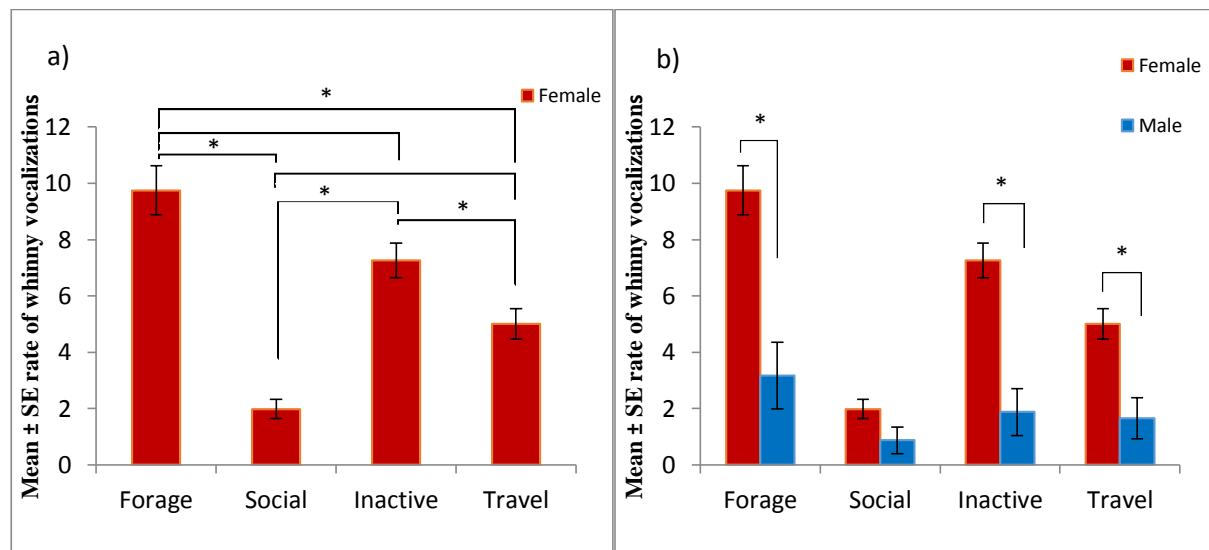 a)
Female
Mean ± SE rate of whinny vocalizations
12
10
8
6
4
2
0
*
*
*
*
Forage Social Inactive Travel
b)
Female
Male
Mean ± SE rate of whinny vocalizations
12
10
8
6
4
2
0
*
*
*
Forage Social Inactive Travel